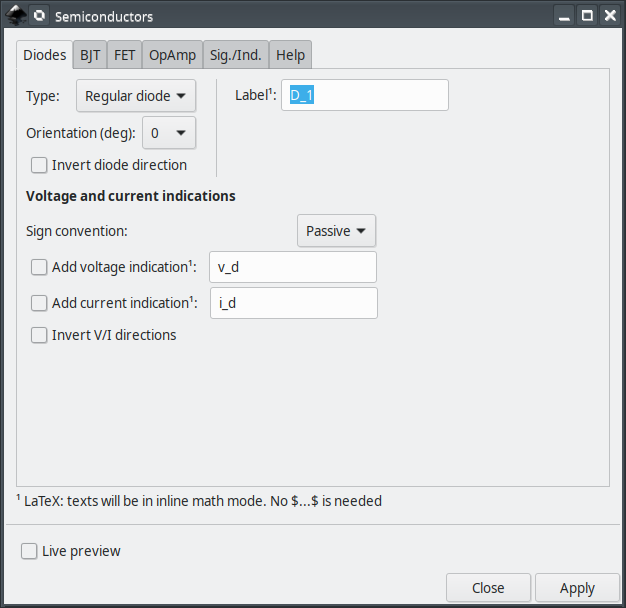 Semiconductors
Diodes BJT FET OpAmp Sig./Ind. Help
Type: Regular diode Label¹: D_1
Orientation (deg): 0
Invert diode direction
Voltage and current indications
Sign convention: Passive
Add voltage indication¹: v_d
Add current indication¹: i_d
Invert V/I directions
¹ LaTeX: texts will be in inline math mode. No $...$ is needed
Live preview
Close Apply